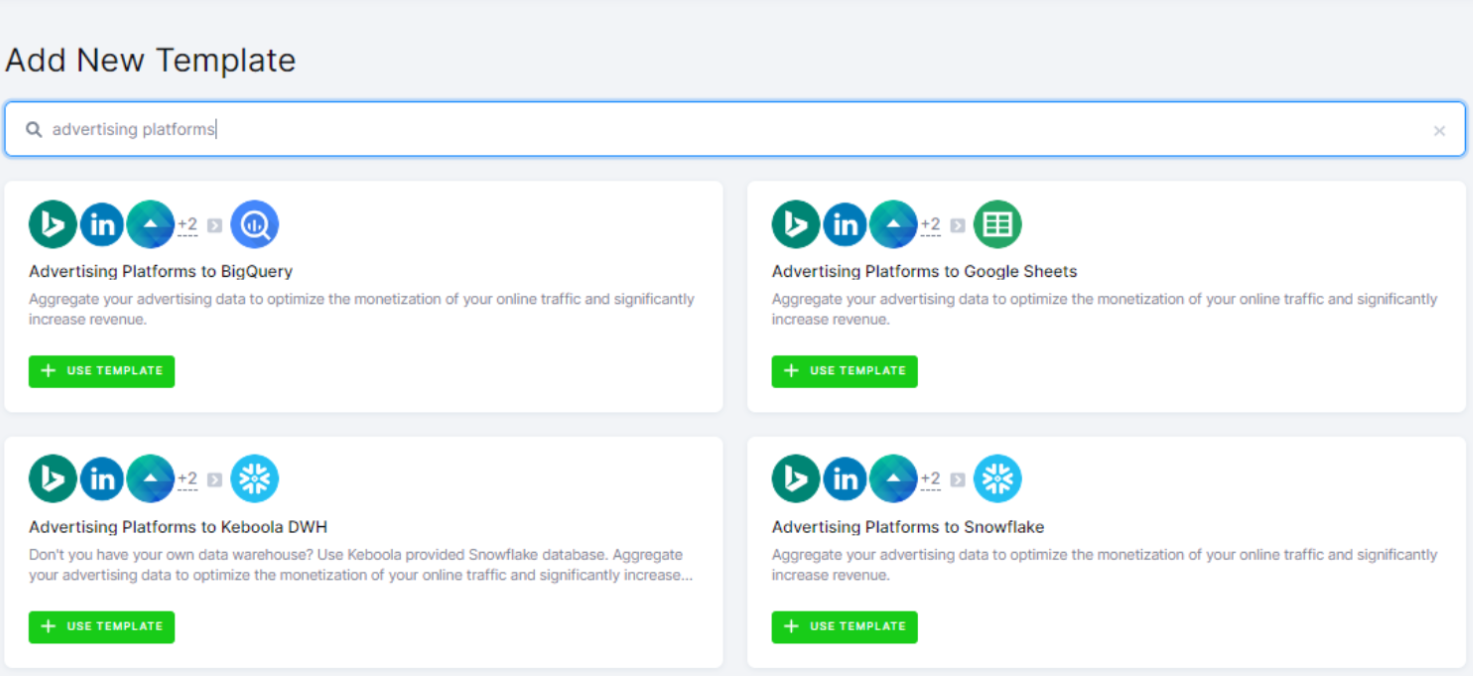 Add New Template
advertising platforms
in +2
Advertising Platforms to BigQuery
Aggregate your advertising data to optimize the monetization of your online traffic and significantly
increase revenue.
+ USE TEMPLATE
in +2
Advertising Platforms to Google Sheets
Aggregate your advertising data to optimize the monetization of your online traffic and significantly
increase revenue.
+ USE TEMPLATE
in +2
Advertising Platforms to Keboola DWH
Don't you have your own data warehouse? Use Keboola provided Snowflake database. Aggregate
your advertising data to optimize the monetization of your online traffic and significantly increase...
+ USE TEMPLATE
in +2
Advertising Platforms to Snowflake
Aggregate your advertising data to optimize the monetization of your online traffic and significantly
increase revenue.
+ USE TEMPLATE